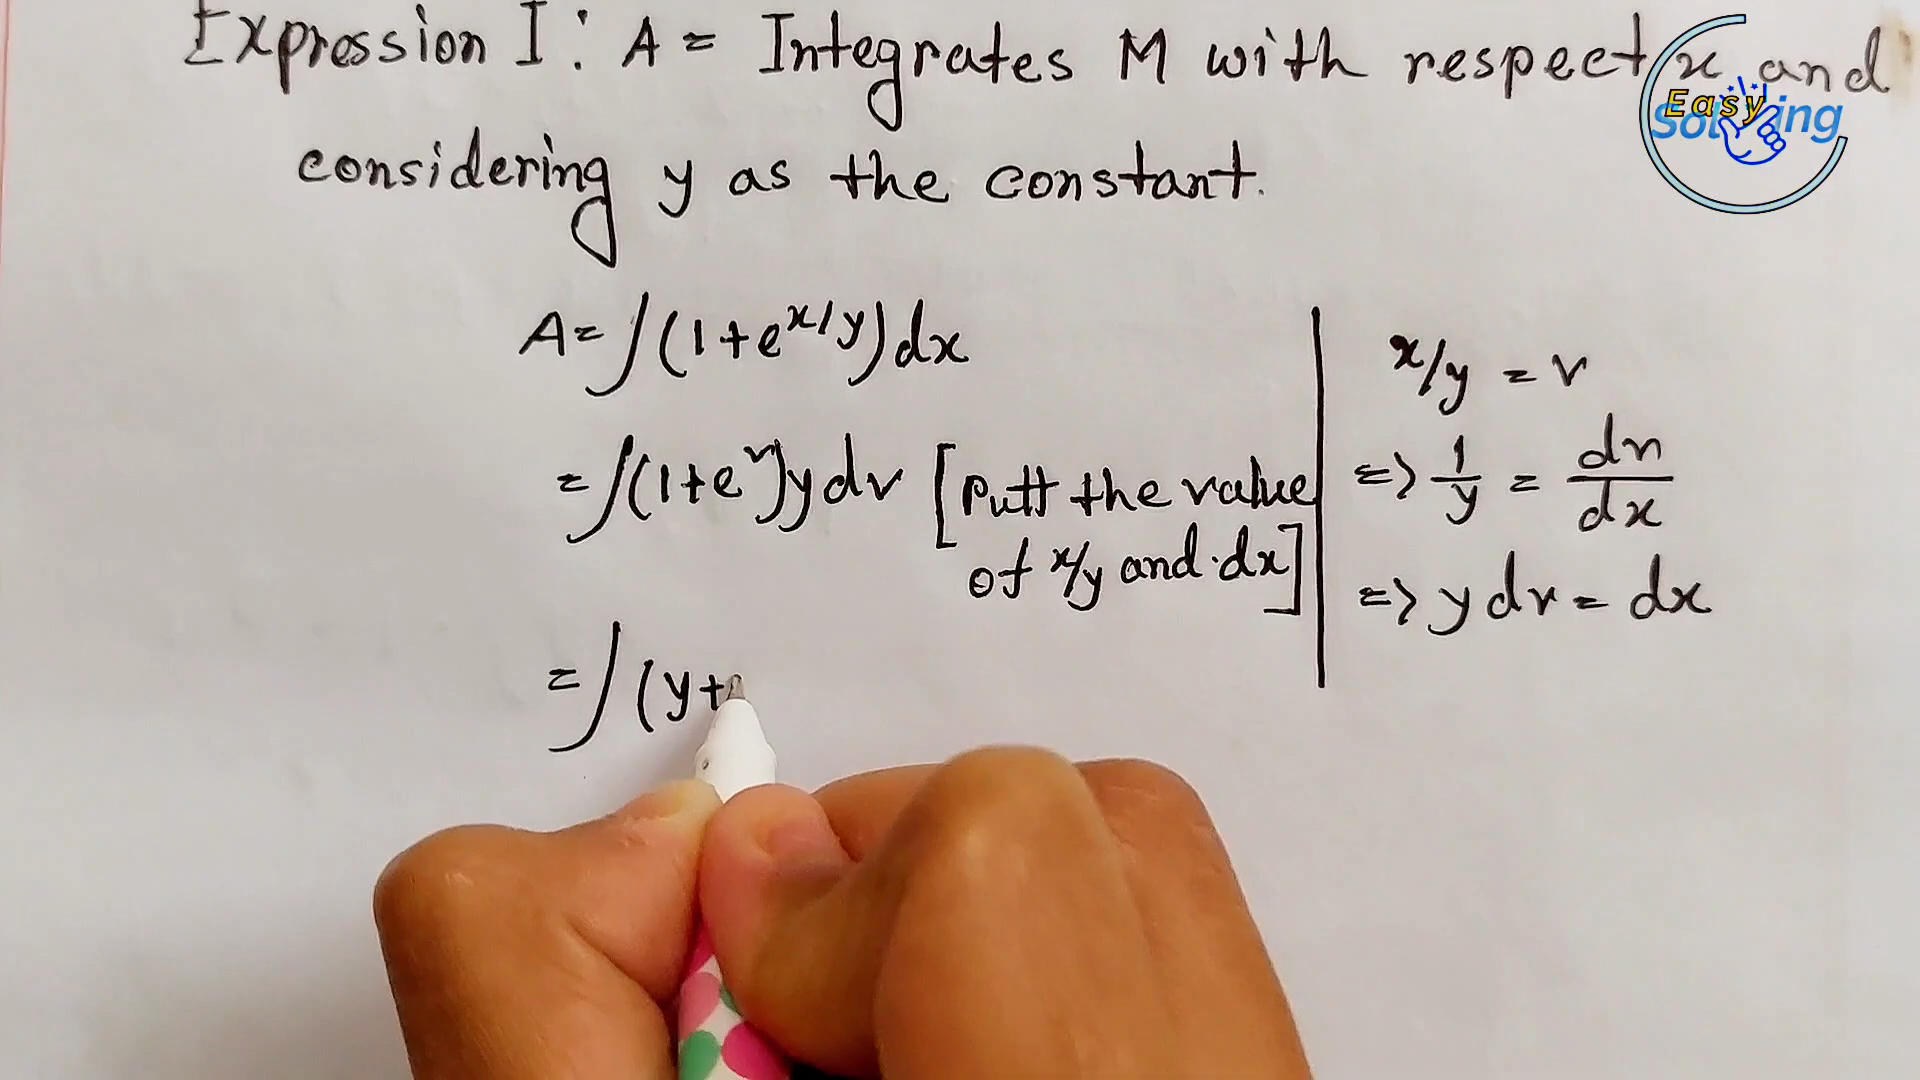 Expression I: A = Integrates M with respect x and
considering y as the constant.
A = ∫(1+e^{x/y})dx
= ∫(1+e^v)y dv [Putt the value
of x/y and dx]
= ∫(y+
x/y = v
=> 1/y = dv/dx
=> y dv = dx
Easy
Solving